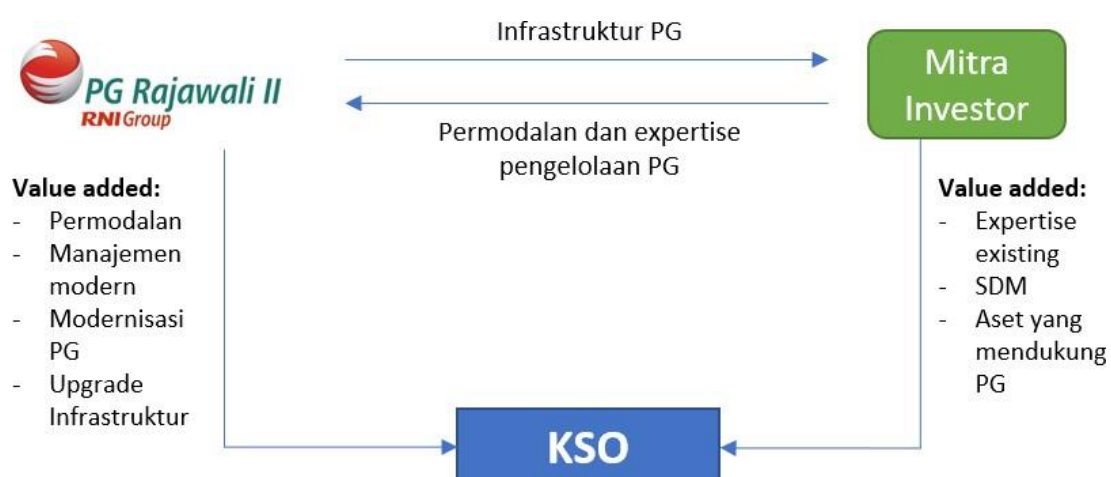 Infrastruktur PG
PG Rajawali II
RNI Group
Mitra
Investor
Permodalan dan expertise
pengelolaan PG
Value added:
- Permodalan
- Manajemen
modern
- Modernisasi
PG
- Upgrade
Infrastruktur
Value added:
- Expertise
existing
- SDM
- Aset yang
mendukung
PG
KSO